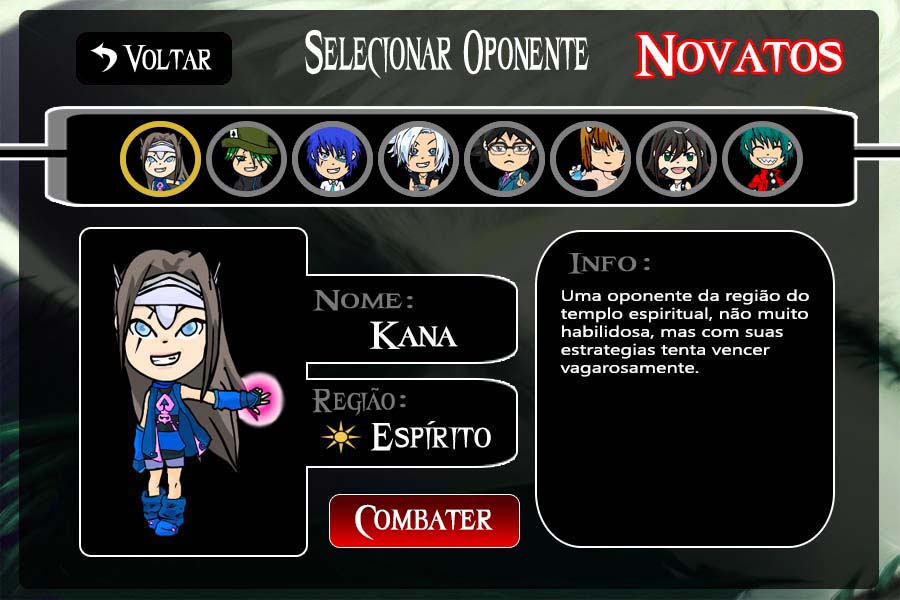 Voltar
Selecionar Oponente
Novatos
Nome:
Kana
Região:
Espírito
Combater
Info:
Uma oponente da região do
templo espiritual, não muito
habilidosa, mas com suas
estrategias tenta vencer
vagarosamente.